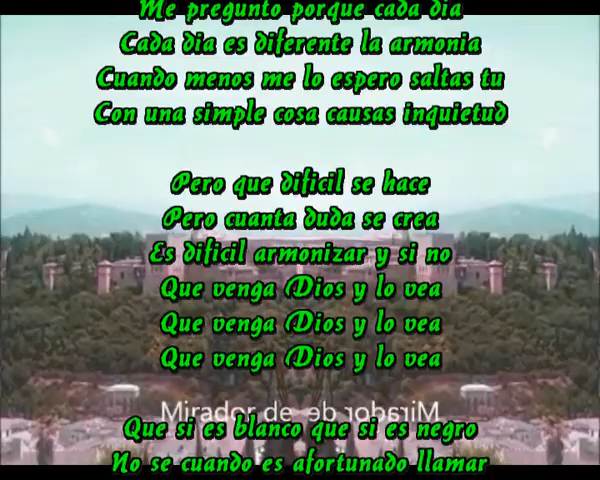 Me pregunto porque cada dia
Cada dia es diferente la armonia
Cuando menos me lo espero saltas tu
Con una simple cosa causas inquietud
Pero que dificil se hace
Pero cuanta duda se crea
Es dificil armonizar y si no
Que venga Dios y lo vea
Que venga Dios y lo vea
Que venga Dios y lo vea
Mirador de
Que si es blanco que si es negro
No se cuando es afortunado llamar